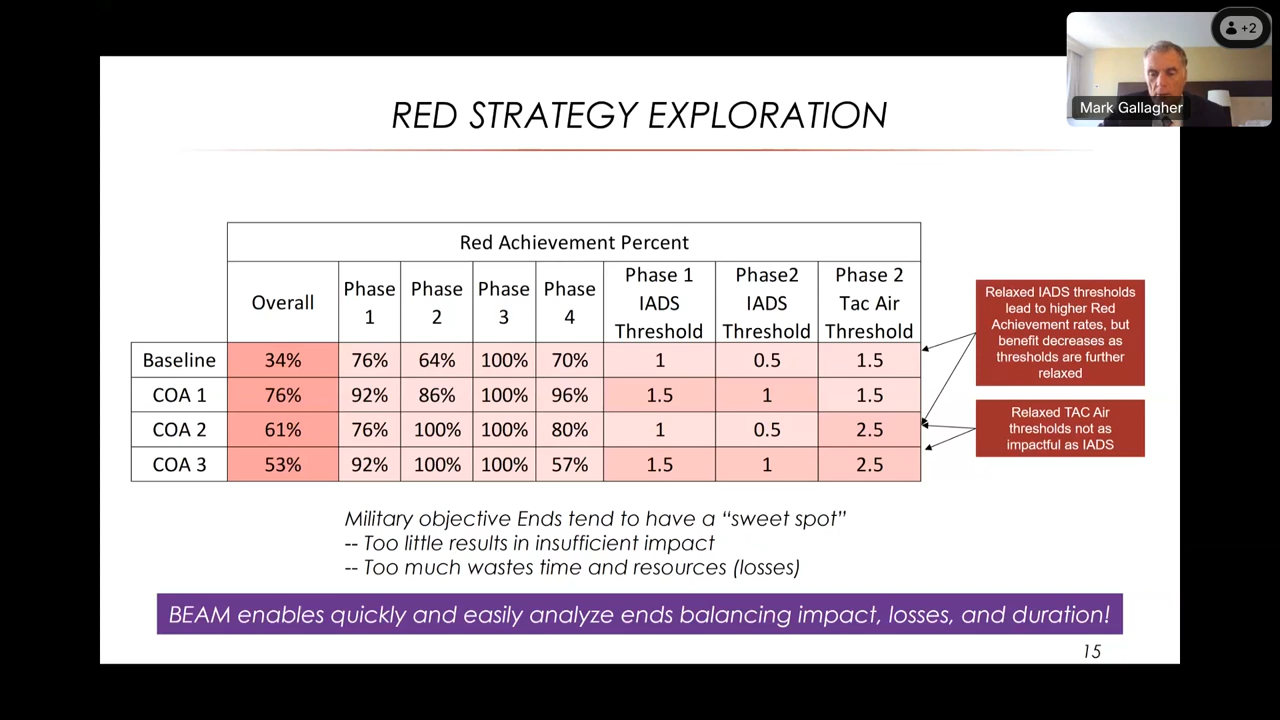 +2
Mark Gallagher
RED STRATEGY EXPLORATION
Red Achievement Percent
Overall
Phase 1
Phase 2
Phase 3
Phase 4
Phase 1 IADS Threshold
Phase2 IADS Threshold
Phase 2 Tac Air Threshold
Baseline 34% 76% 64% 100% 70% 1 0.5 1.5
COA 1 76% 92% 86% 100% 96% 1.5 1 1.5
COA 2 61% 76% 100% 100% 80% 1 0.5 2.5
COA 3 53% 92% 100% 100% 57% 1.5 1 2.5
Relaxed IADS thresholds
lead to higher Red
Achievement rates, but
benefit decreases as
thresholds are further
relaxed
Relaxed TAC Air
thresholds not as
impactful as IADS
Military objective Ends tend to have a “sweet spot”
-- Too little results in insufficient impact
-- Too much wastes time and resources (losses)
BEAM enables quickly and easily analyze ends balancing impact, losses, and duration!
15